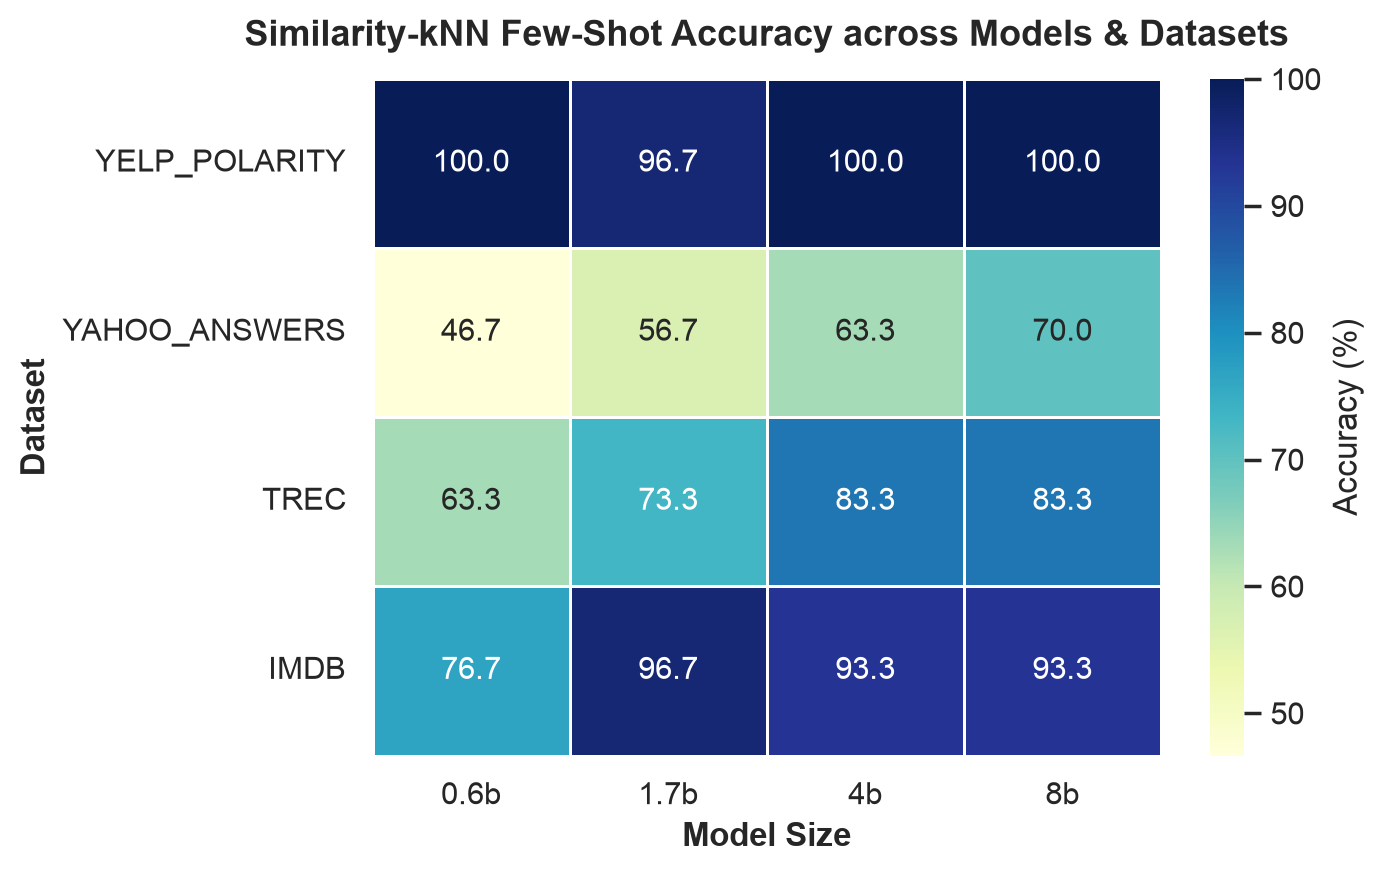 Similarity-kNN Few-Shot Accuracy across Models & Datasets
YELP_POLARITY 100.0 96.7 100.0 100.0
YAHOO_ANSWERS 46.7 56.7 63.3 70.0
TREC 63.3 73.3 83.3 83.3
IMDB 76.7 96.7 93.3 93.3
0.6b 1.7b 4b 8b
Model Size
Dataset
100
90
80
70
60
50
Accuracy (%)